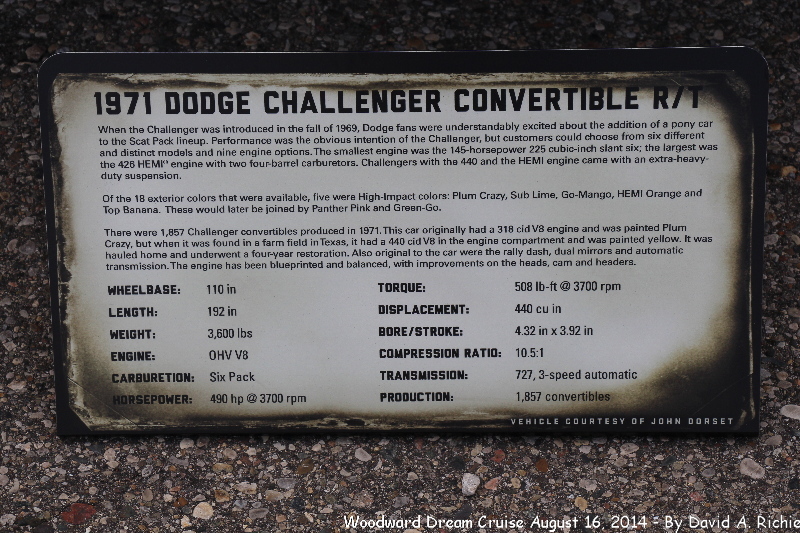 1971 DODGE CHALLENGER CONVERTIBLE R/T
When the Challenger was introduced in the fall of 1969, Dodge fans were understandably excited about the addition of a pony car
to the Scat Pack lineup. Performance was the obvious intention of the Challenger, but customers could choose from six different
and distinct models and nine engine options. The smallest engine was the 145-horsepower 225 cubic-inch slant six; the largest was
the 426 HEMI® engine with two four-barrel carburetors. Challengers with the 440 and the HEMI engine came with an extra-heavy-
duty suspension.
Of the 18 exterior colors that were available, five were High-Impact colors: Plum Crazy, Sub Lime, Go-Mango, HEMI Orange and
Top Banana. These would later be joined by Panther Pink and Green-Go.
There were 1,857 Challenger convertibles produced in 1971. This car originally had a 318 cid V8 engine and was painted Plum
Crazy, but when it was found in a farm field in Texas, it had a 440 cid V8 in the engine compartment and was painted yellow. It was
hauled home and underwent a four-year restoration. Also original to the car were the rally dash, dual mirrors and automatic
transmission. The engine has been blueprinted and balanced, with improvements on the heads, cam and headers.
WHEELBASE: 110 in
LENGTH: 192 in
WEIGHT: 3,600 lbs
ENGINE: OHV V8
CARBURETION: Six Pack
HORSEPOWER: 490 hp @ 3700 rpm
TORQUE: 508 lb-ft @ 3700 rpm
DISPLACEMENT: 440 cu in
BORE/STROKE: 4.32 in x 3.92 in
COMPRESSION RATIO: 10.5:1
TRANSMISSION: 727, 3-speed automatic
PRODUCTION: 1,857 convertibles
VEHICLE COURTESY OF JOHN DORSET
Woodward Dream Cruise August 16, 2014 - By David A. Richie